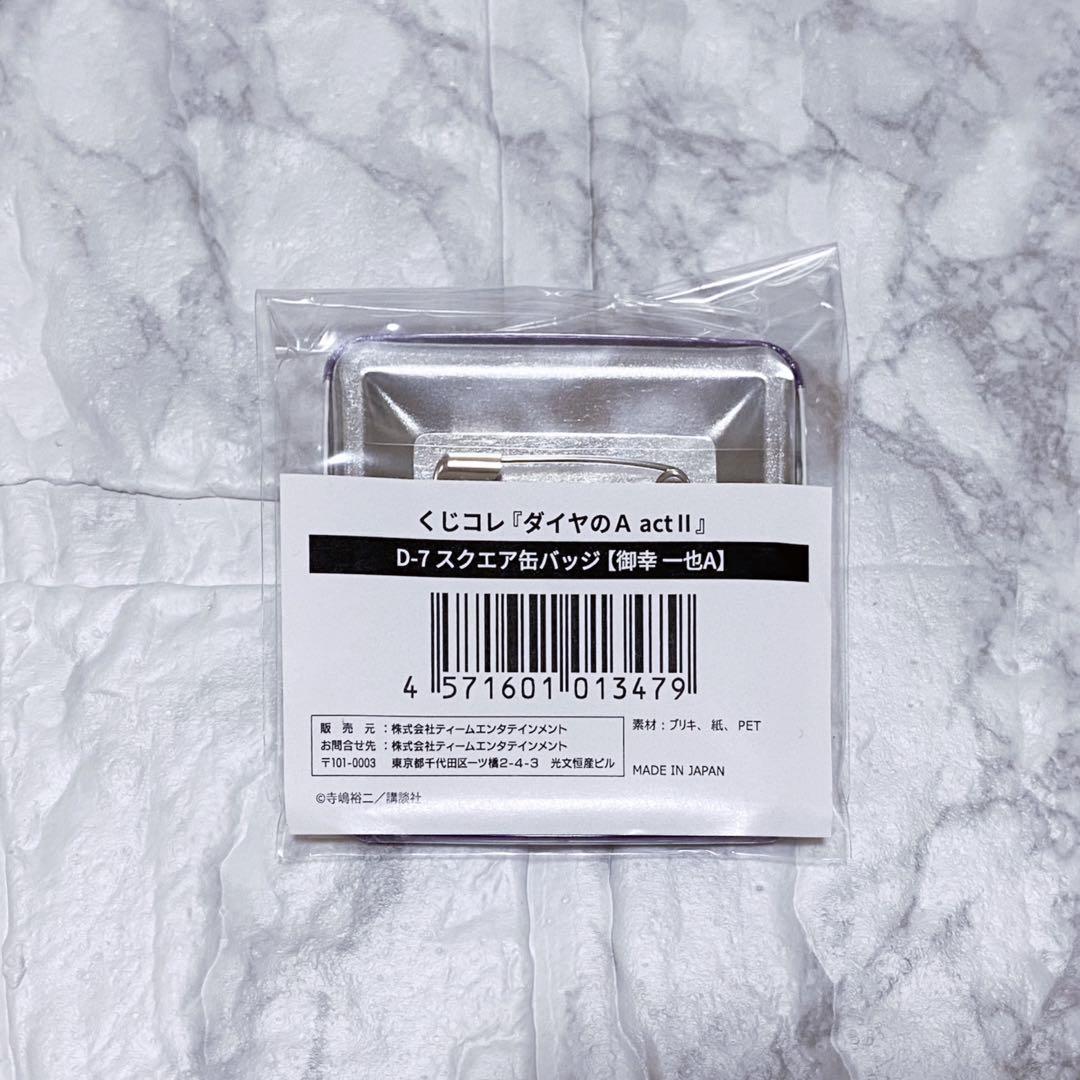 くじコレ『ダイヤのA actⅡ』
D-7 スクエア缶バッジ【御幸 一也A】
4 571601 013479
販売元：株式会社ティームエンタテインメント
お問合せ先：株式会社ティームエンタテインメント
〒101-0003 東京都千代田区一ツ橋2-4-3 光文恒産ビル
素材：ブリキ、紙、PET
MADE IN JAPAN
©寺嶋裕二／講談社